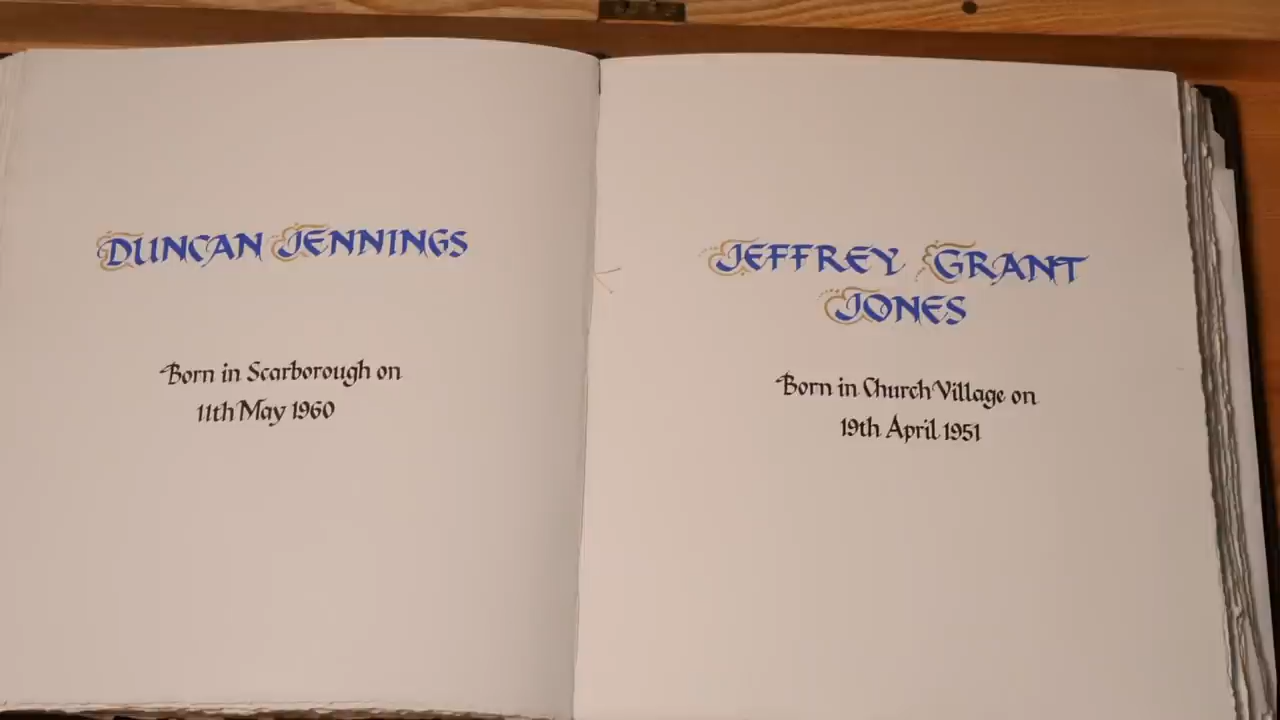 DUNCAN JENNINGS
Born in Scarborough on
11th May 1960
JEFFREY GRANT
JONES
Born in Church Village on
19th April 1951